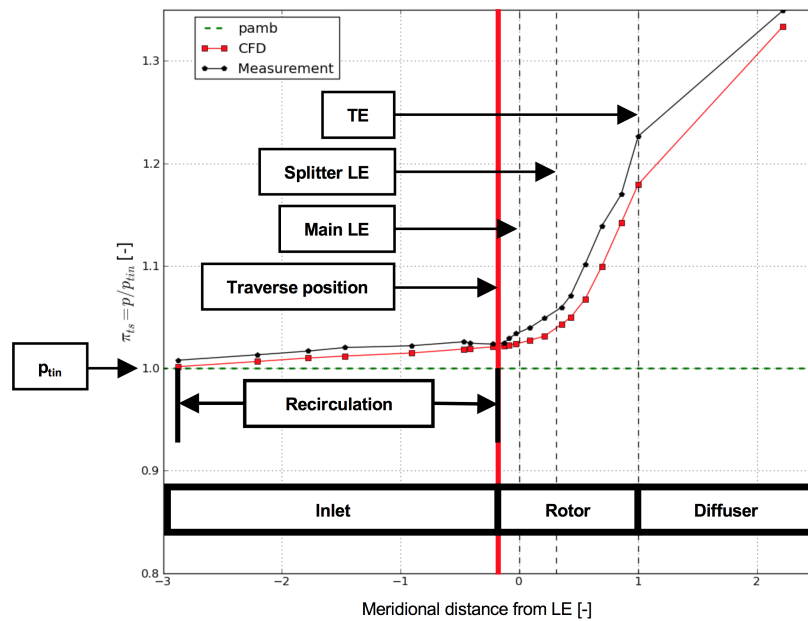 1.3
1.2
1.1
1.0
0.9
0.8
π_ts = p/p_tin [-]
pamb
CFD
Measurement
TE
Splitter LE
Main LE
Traverse position
p_tin
Recirculation
Inlet
Rotor
Diffuser
−3
−2
−1
0
1
2
Meridional distance from LE [-]